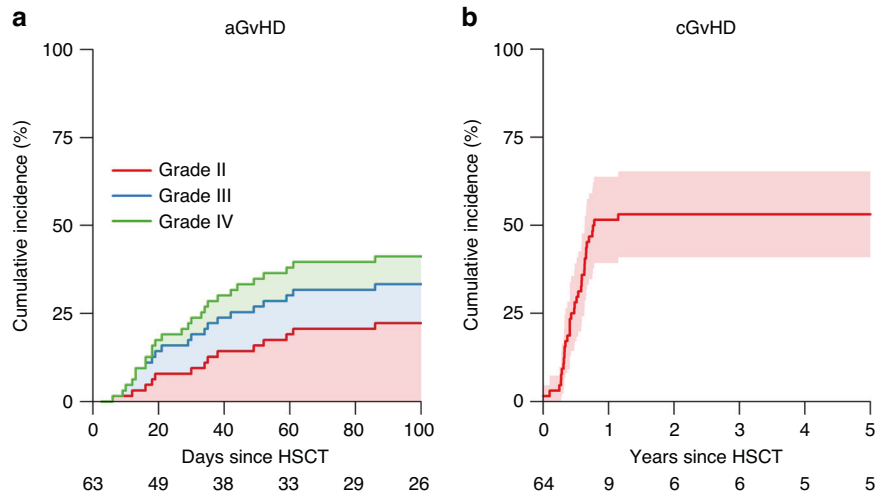 a
aGvHD
Cumulative incidence (%)
100
75
50
25
0
Grade II
Grade III
Grade IV
0 20 40 60 80 100
Days since HSCT
63 49 38 33 29 26
b
cGvHD
Cumulative incidence (%)
100
75
50
25
0
0 1 2 3 4 5
Years since HSCT
64 9 6 6 5 5